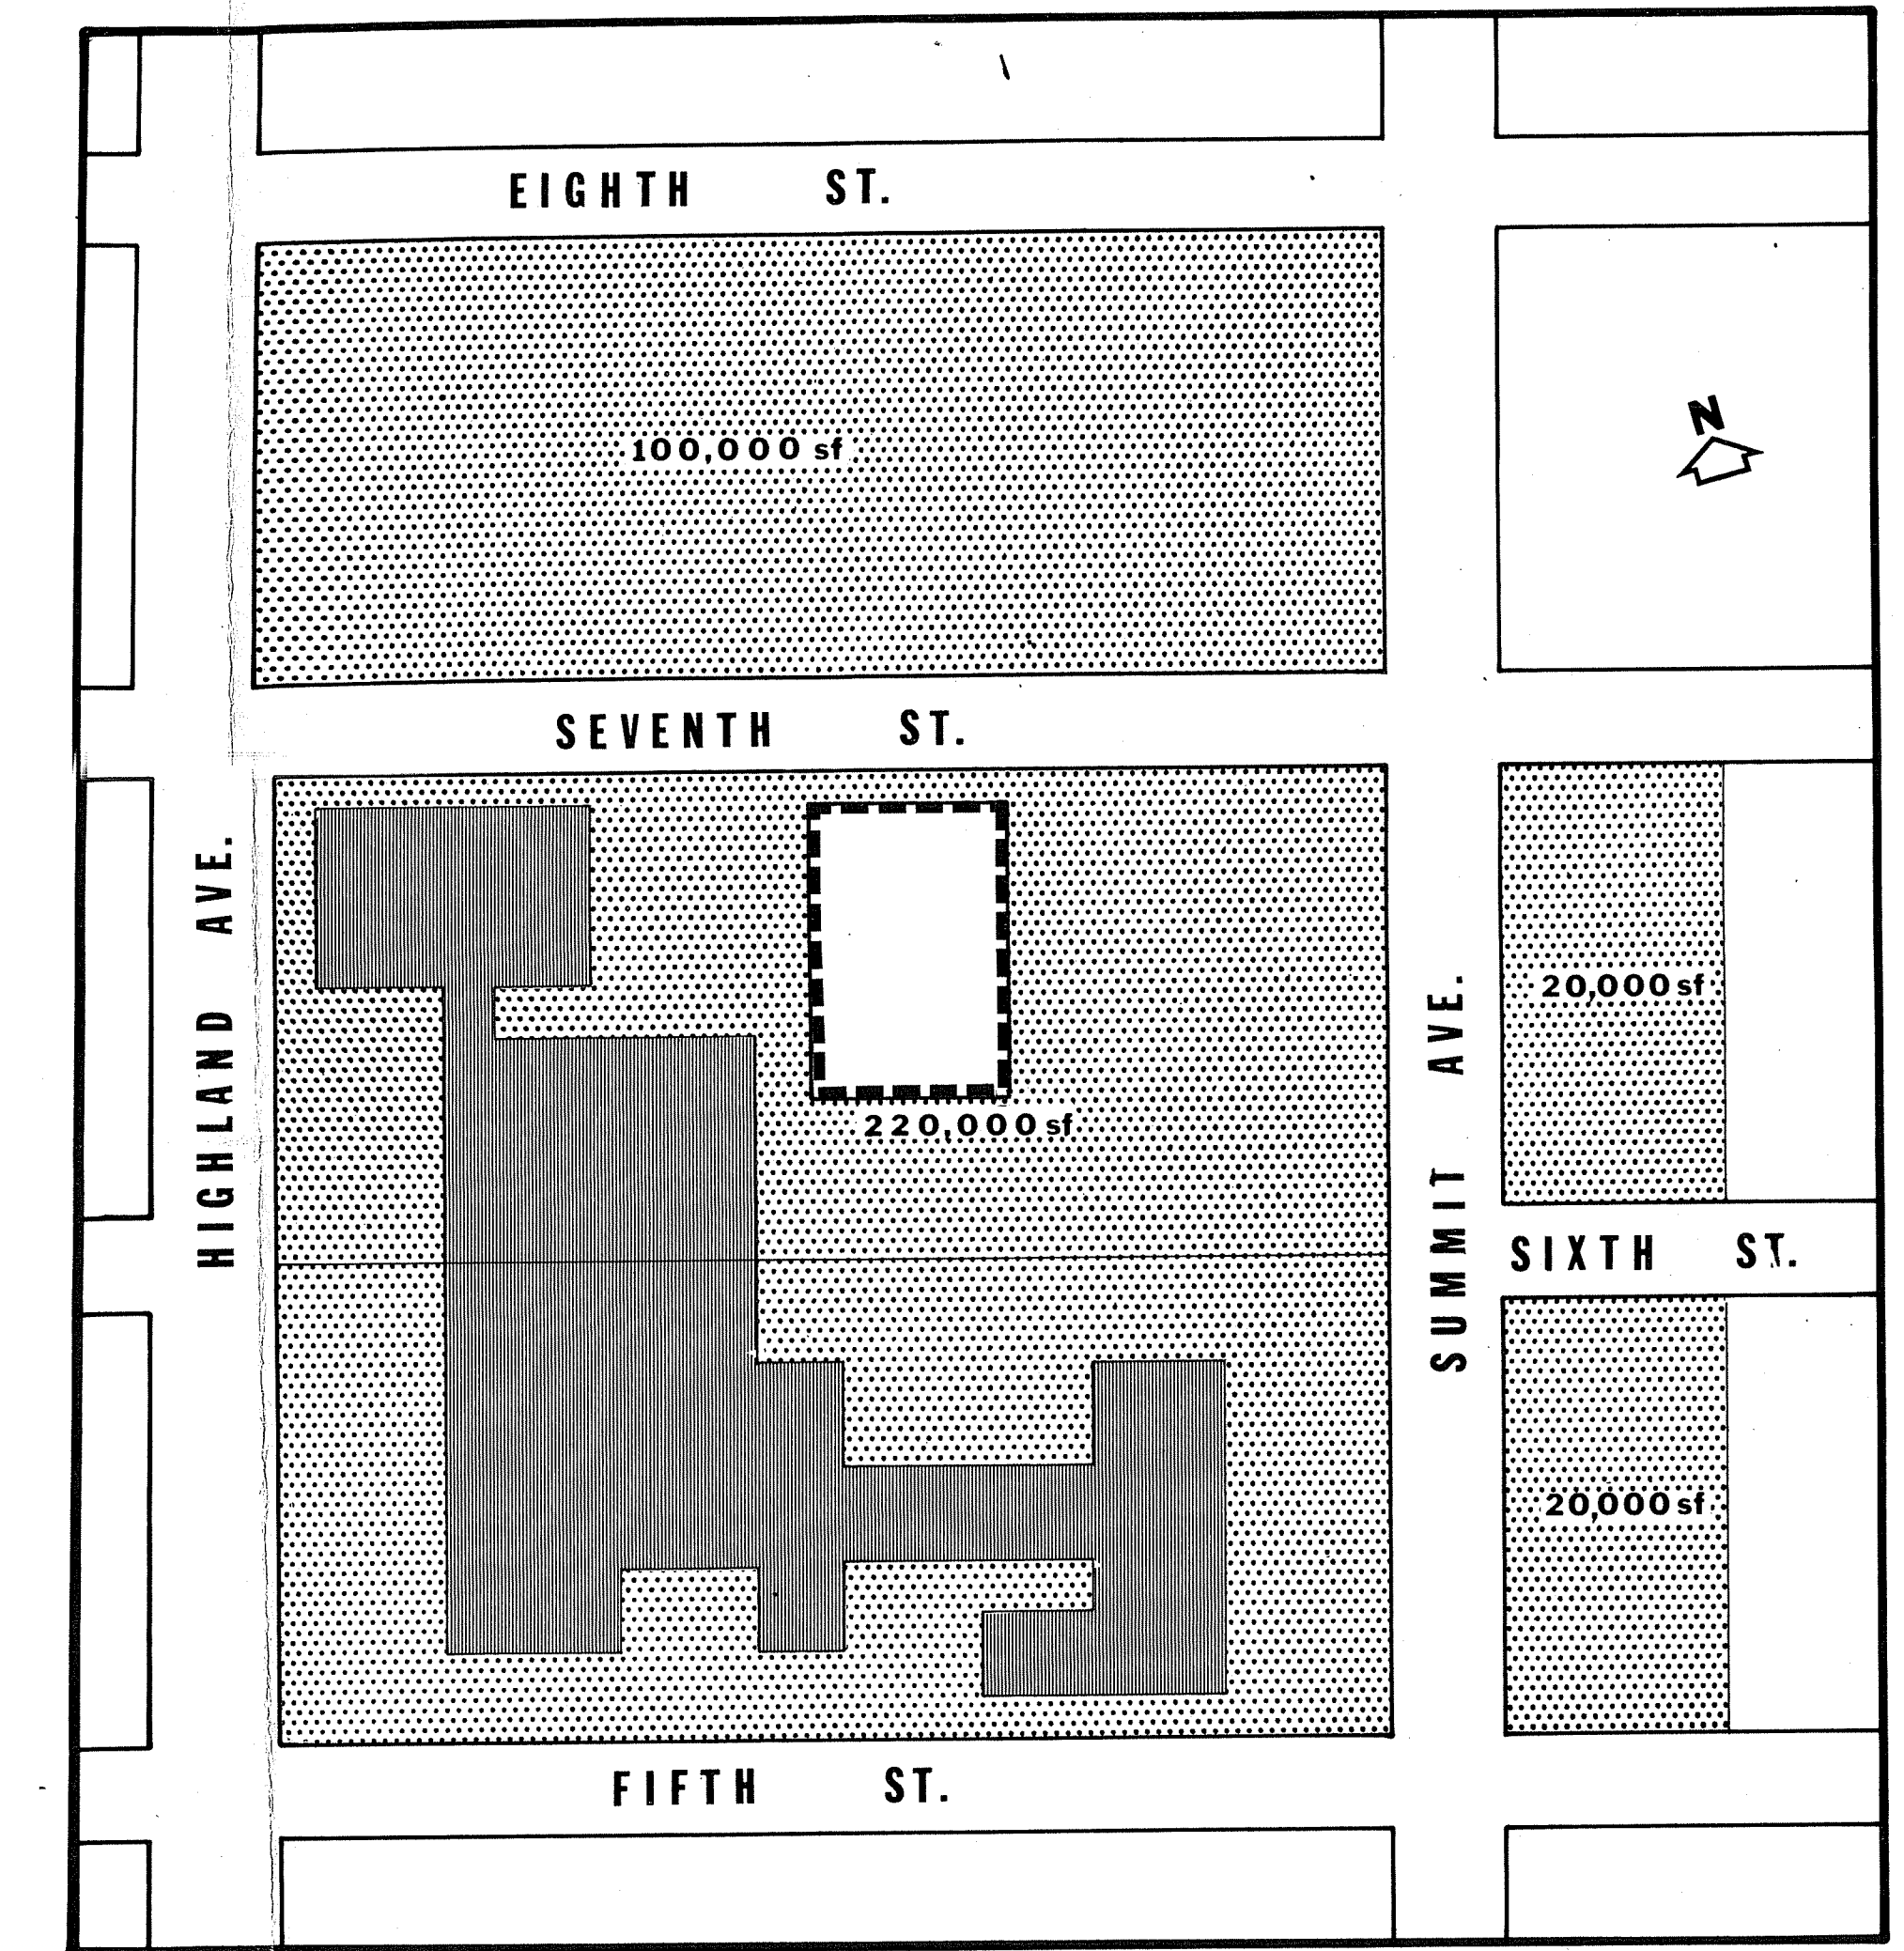 EIGHTH ST.
100,000 sf
N
SEVENTH ST.
HIGHLAND AVE.
220,000 sf
SUMMIT AVE.
20,000 sf
SIXTH ST.
20,000 sf
FIFTH ST.